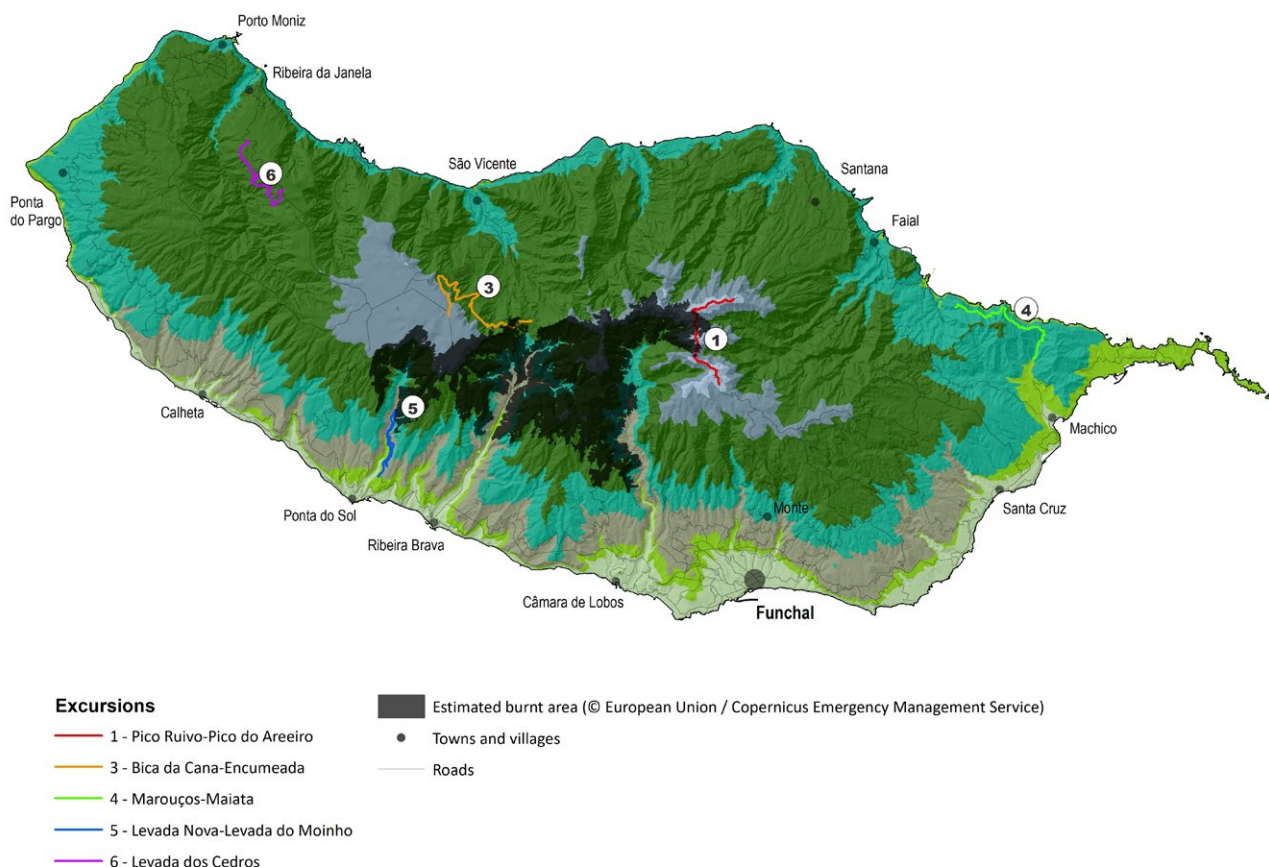 Porto Moniz
Ribeira da Janela
6
São Vicente
Santana
Ponta
do Pargo
Faial
3
4
1
Calheta
5
Machico
Ponta do Sol
Santa Cruz
Monte
Ribeira Brava
Câmara de Lobos
Funchal
Excursions
1 - Pico Ruivo-Pico do Areeiro
3 - Bica da Cana-Encumeada
4 - Marouços-Maiata
5 - Levada Nova-Levada do Moinho
6 - Levada dos Cedros
Estimated burnt area (© European Union / Copernicus Emergency Management Service)
Towns and villages
Roads